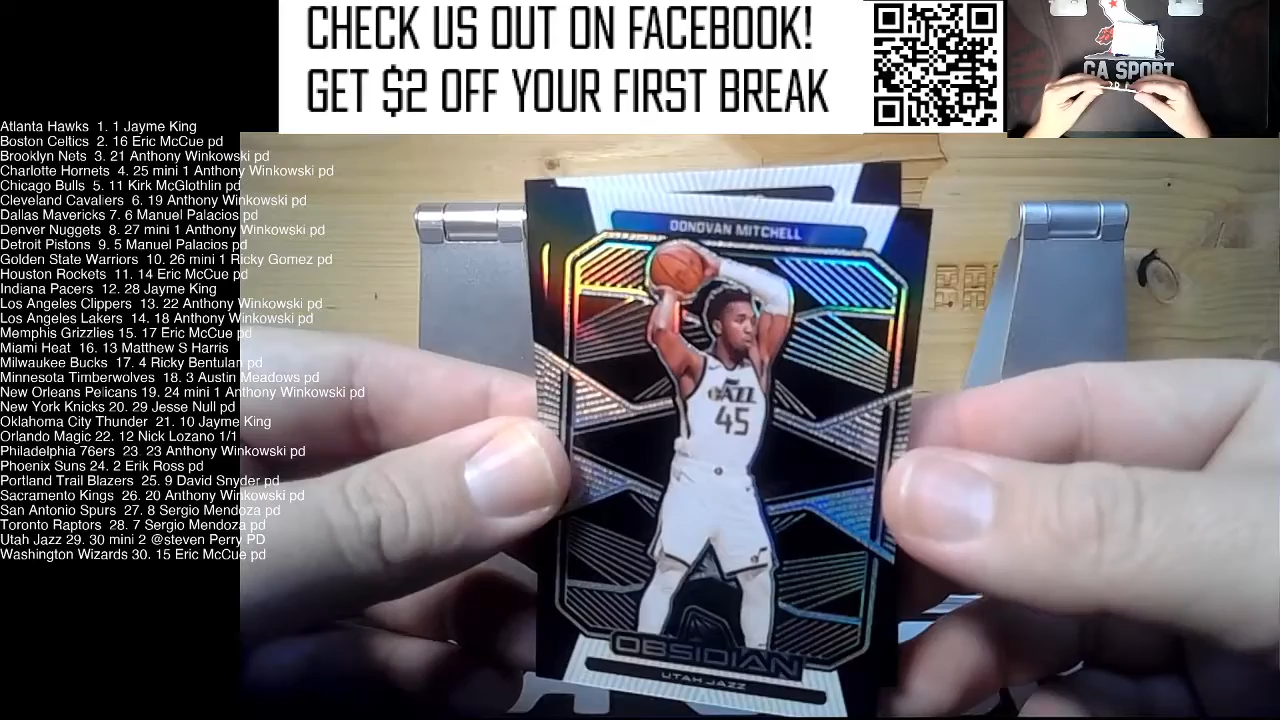 CHECK US OUT ON FACEBOOK!
GET $2 OFF YOUR FIRST BREAK
CA SPORT
Atlanta Hawks 1. 1 Jayme King
Boston Celtics 2. 16 Eric McCue pd
Brooklyn Nets 3. 21 Anthony Winkowski pd
Charlotte Hornets 4. 25 mini 1 Anthony Winkowski pd
Chicago Bulls 5. 11 Kirk McGlothlin pd
Cleveland Cavaliers 6. 19 Anthony Winkowski pd
Dallas Mavericks 7. 6 Manuel Palacios pd
Denver Nuggets 8. 27 mini 1 Anthony Winkowski pd
Detroit Pistons 9. 5 Manuel Palacios pd
Golden State Warriors 10. 26 mini 1 Ricky Gomez pd
Houston Rockets 11. 14 Eric McCue pd
Indiana Pacers 12. 28 Jayme King
Los Angeles Clippers 13. 22 Anthony Winkowski pd
Los Angeles Lakers 14. 18 Anthony Winkowski pd
Memphis Grizzlies 15. 17 Eric McCue pd
Miami Heat 16. 13 Matthew S Harris
Milwaukee Bucks 17. 4 Ricky Bentulan pd
Minnesota Timberwolves 18. 3 Austin Meadows pd
New Orleans Pelicans 19. 24 mini 1 Anthony Winkowski pd
New York Knicks 20. 29 Jesse Null pd
Oklahoma City Thunder 21. 10 Jayme King
Orlando Magic 22. 12 Nick Lozano 1/1
Philadelphia 76ers 23. 23 Anthony Winkowski pd
Phoenix Suns 24. 2 Erik Ross pd
Portland Trail Blazers 25. 9 David Snyder pd
Sacramento Kings 26. 20 Anthony Winkowski pd
San Antonio Spurs 27. 8 Sergio Mendoza pd
Toronto Raptors 28. 7 Sergio Mendoza pd
Utah Jazz 29. 30 mini 2 @steven Perry PD
Washington Wizards 30. 15 Eric McCue pd
DONOVAN MITCHELL
JAZZ
45
OBSIDIAN
UTAH JAZZ